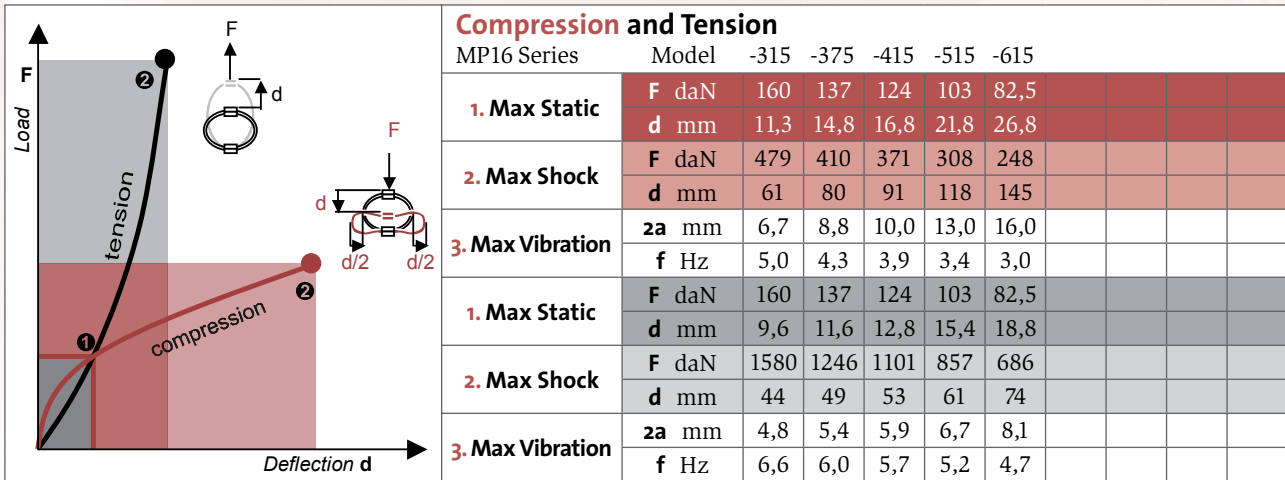 F
Load
tension
compression
❶
❷
❷
F
d
F
d
d/2 d/2
Deflection d
Compression and Tension
MP16 Series Model -315 -375 -415 -515 -615
1. Max Static
F daN 160 137 124 103 82,5
d mm 11,3 14,8 16,8 21,8 26,8
2. Max Shock
F daN 479 410 371 308 248
d mm 61 80 91 118 145
3. Max Vibration
2a mm 6,7 8,8 10,0 13,0 16,0
f Hz 5,0 4,3 3,9 3,4 3,0
1. Max Static
F daN 160 137 124 103 82,5
d mm 9,6 11,6 12,8 15,4 18,8
2. Max Shock
F daN 1580 1246 1101 857 686
d mm 44 49 53 61 74
3. Max Vibration
2a mm 4,8 5,4 5,9 6,7 8,1
f Hz 6,6 6,0 5,7 5,2 4,7